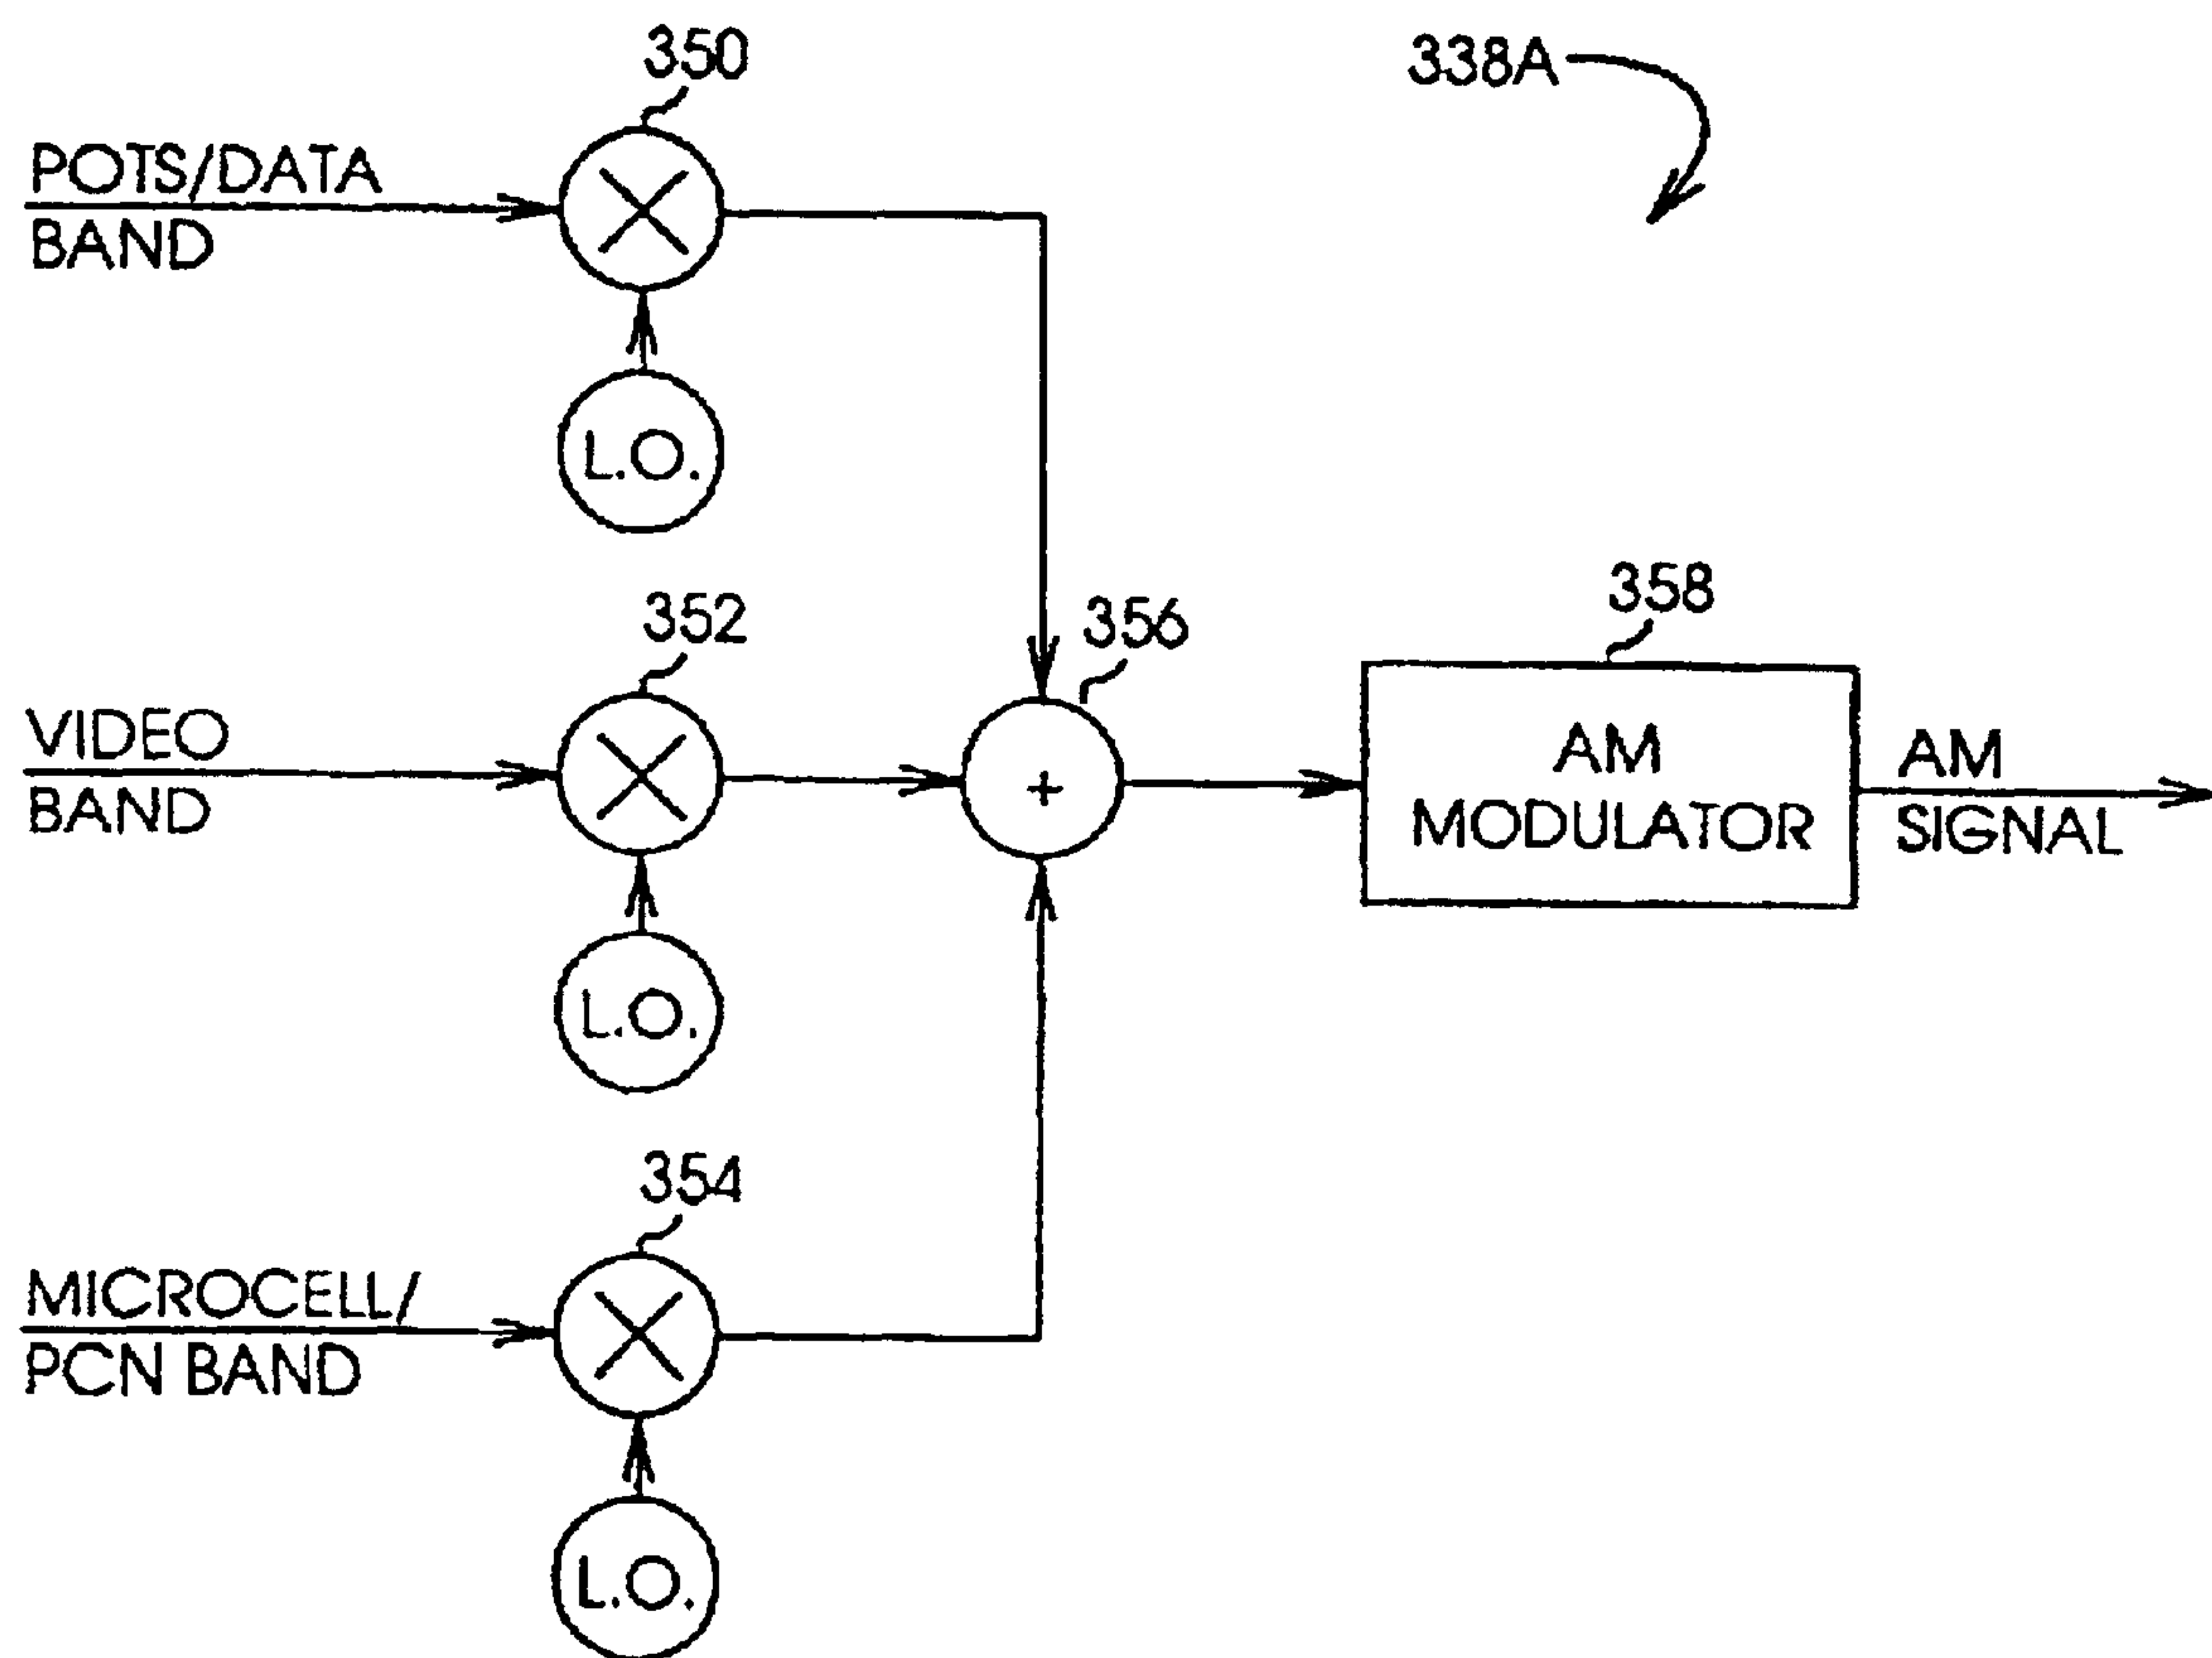 350
338A
POTS/DATA
BAND
L.O.
352
356
358
VIDEO
BAND
AM
MODULATOR
AM
SIGNAL
L.O.
354
MICROCELL/
PCN BAND
L.O.